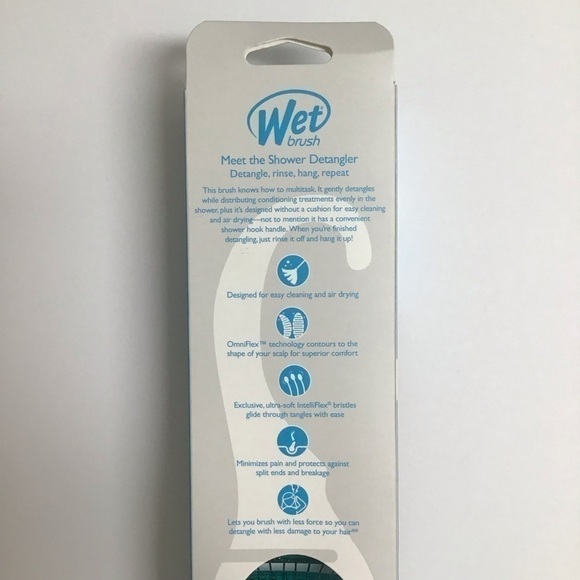 Wet
brush
Meet the Shower Detangler
Detangle, rinse, hang, repeat
This brush knows how to multitask. It gently detangles
while distributing conditioning treatments evenly in the
shower, plus it's designed without a cushion for easy cleaning
and air drying—not to mention it has a convenient
shower hook handle. When you're finished
detangling, just rinse it off and hang it up!
Designed for easy cleaning and air drying
OmniFlex™ technology contours to the
shape of your scalp for superior comfort
Exclusive, ultra-soft IntelliFlex® bristles
glide through tangles with ease
Minimizes pain and protects against
split ends and breakage
Lets you brush with less force so you can
detangle with less damage to your hair**